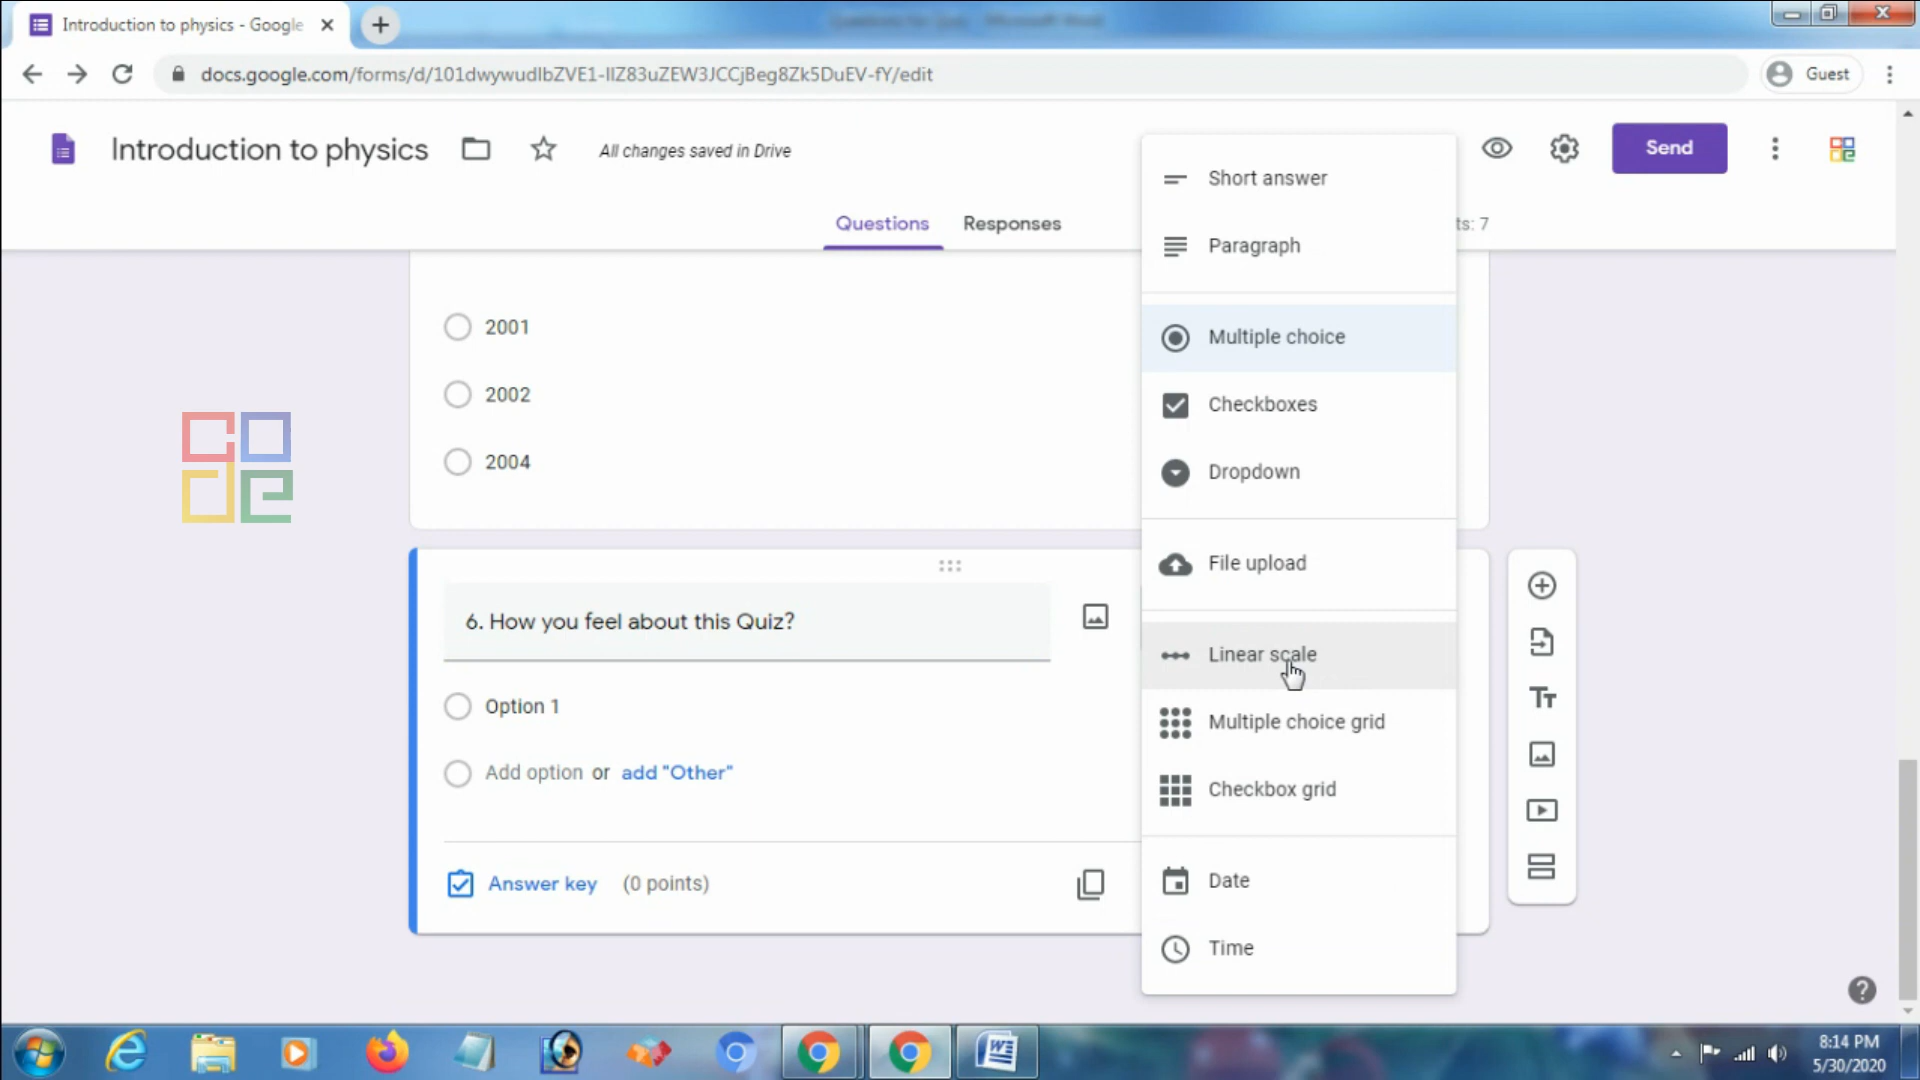 Introduction to physics - Google
docs.google.com/forms/d/101dwywudIbZVE1-IIZ83uZEW3JCCjBeg8Zk5DuEV-fY/edit
Guest
Introduction to physics
All changes saved in Drive
Send
Questions
Responses
ts: 7
2001
2002
2004
6. How you feel about this Quiz?
Option 1
Add option or add "Other"
Answer key (0 points)
Short answer
Paragraph
Multiple choice
Checkboxes
Dropdown
File upload
Linear scale
Multiple choice grid
Checkbox grid
Date
Time
code
8:14 PM
5/30/2020